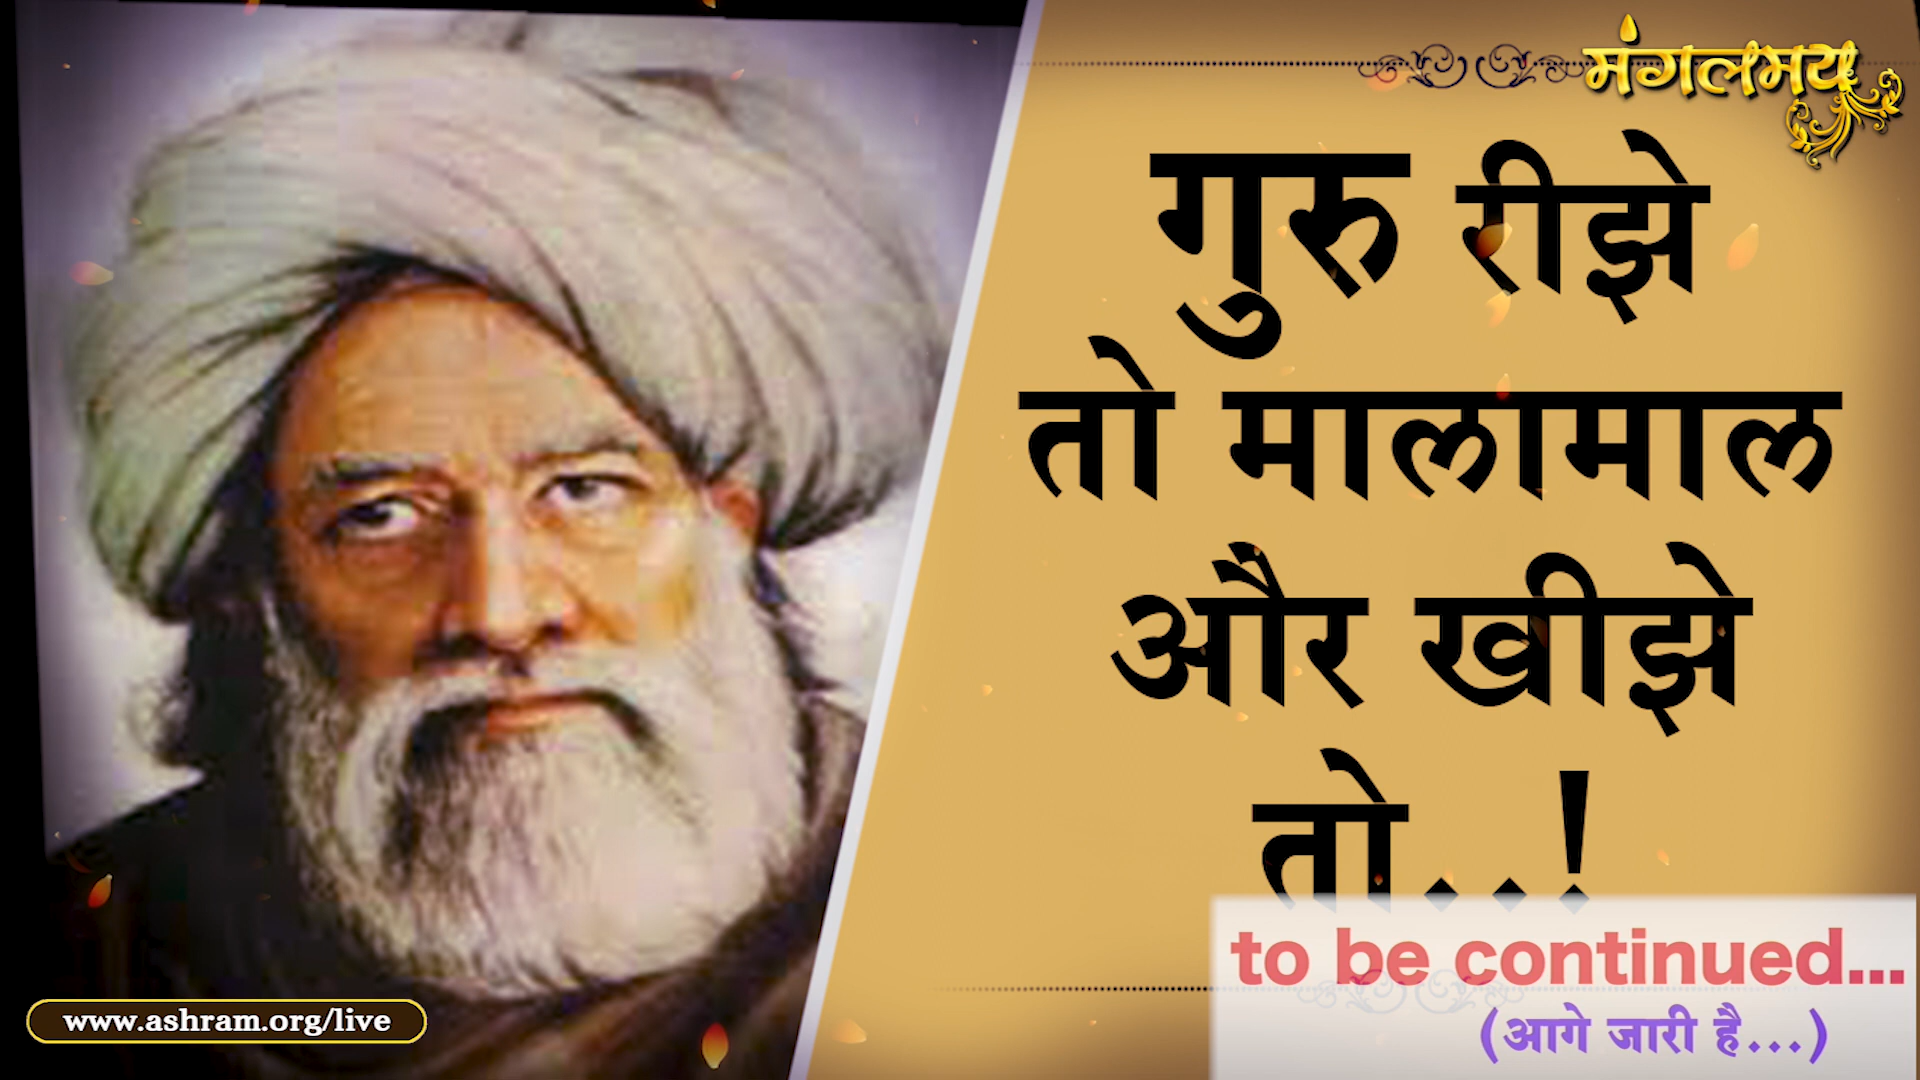 मंगलमय
गुरु रीझे
तो मालामाल
और खीझे
तो..!
to be continued...
(आगे जारी है...)
www.ashram.org/live